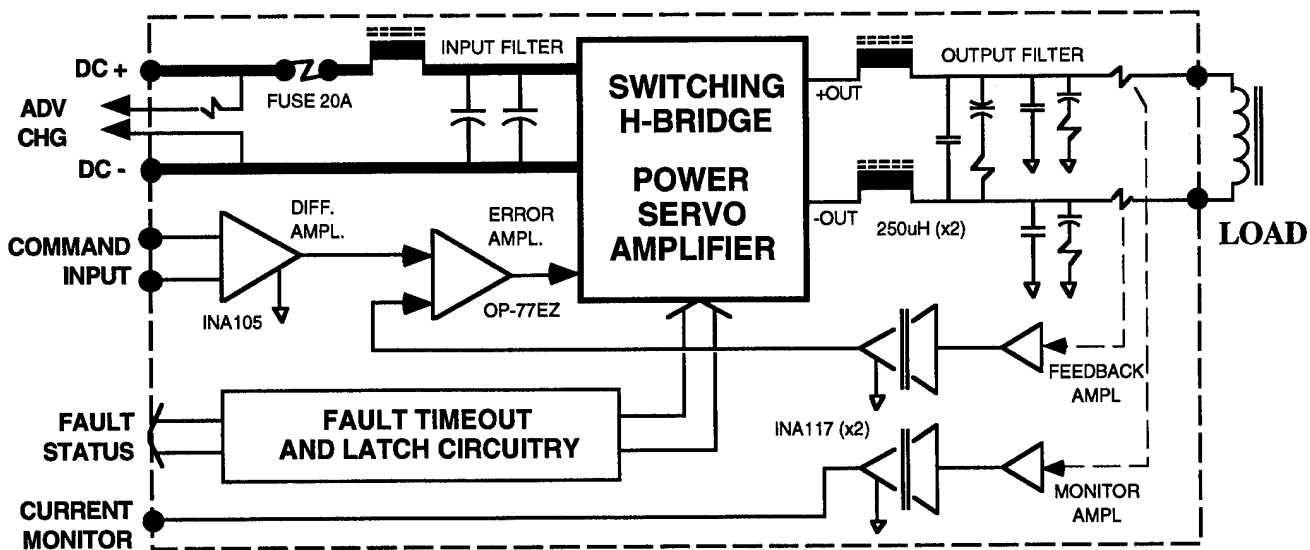 DC +
FUSE 20A
INPUT FILTER
ADV
CHG
DC -
SWITCHING
H-BRIDGE
POWER
SERVO
AMPLIFIER
+OUT
-OUT
OUTPUT FILTER
250uH (x2)
LOAD
COMMAND
INPUT
DIFF.
AMPL.
INA105
ERROR
AMPL.
OP-77EZ
FEEDBACK
AMPL
FAULT
STATUS
FAULT TIMEOUT
AND LATCH CIRCUITRY
INA117 (x2)
MONITOR
AMPL
CURRENT
MONITOR